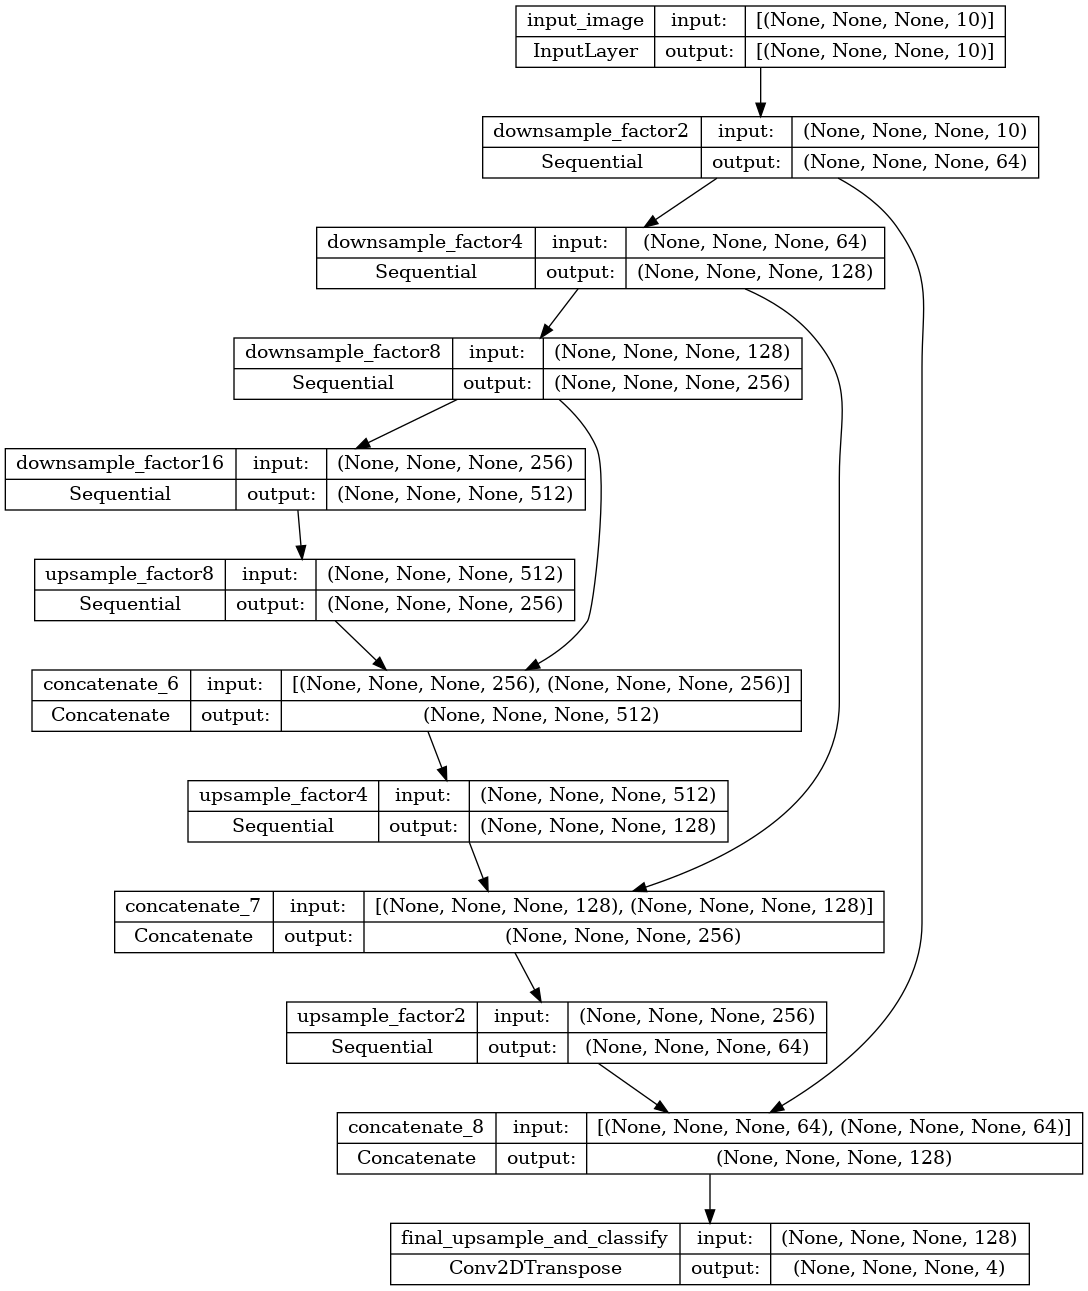 input_image input: [(None, None, None, 10)]
InputLayer output: [(None, None, None, 10)]
downsample_factor2 input: (None, None, None, 10)
Sequential output: (None, None, None, 64)
downsample_factor4 input: (None, None, None, 64)
Sequential output: (None, None, None, 128)
downsample_factor8 input: (None, None, None, 128)
Sequential output: (None, None, None, 256)
downsample_factor16 input: (None, None, None, 256)
Sequential output: (None, None, None, 512)
upsample_factor8 input: (None, None, None, 512)
Sequential output: (None, None, None, 256)
concatenate_6 input: [(None, None, None, 256), (None, None, None, 256)]
Concatenate output: (None, None, None, 512)
upsample_factor4 input: (None, None, None, 512)
Sequential output: (None, None, None, 128)
concatenate_7 input: [(None, None, None, 128), (None, None, None, 128)]
Concatenate output: (None, None, None, 256)
upsample_factor2 input: (None, None, None, 256)
Sequential output: (None, None, None, 64)
concatenate_8 input: [(None, None, None, 64), (None, None, None, 64)]
Concatenate output: (None, None, None, 128)
final_upsample_and_classify input: (None, None, None, 128)
Conv2DTranspose output: (None, None, None, 4)